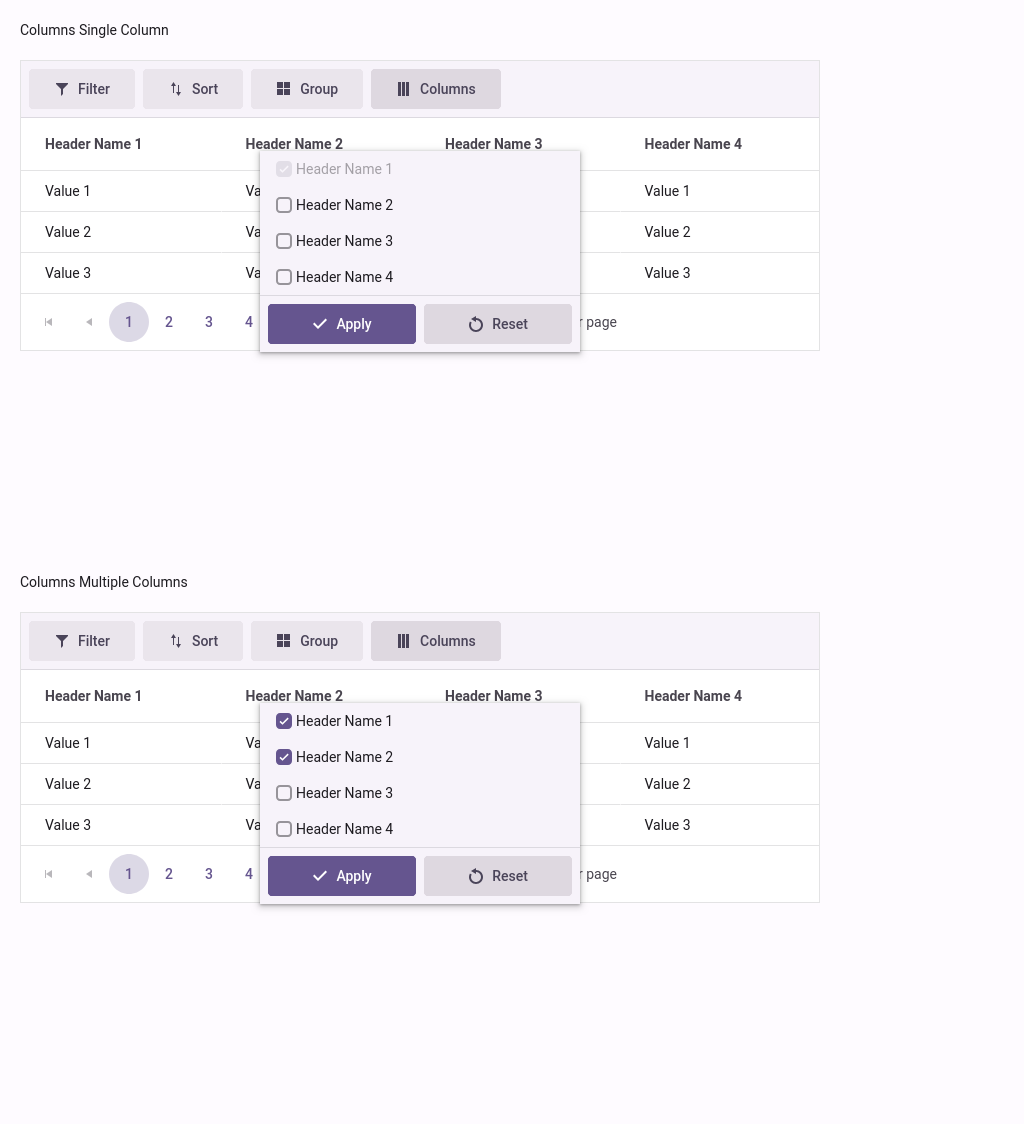 Columns Single Column
Filter Sort Group Columns
Header Name 1 Header Name 2 Header Name 3 Header Name 4
Header Name 1
Value 1 Va Value 1
Header Name 2
Value 2 Va Value 2
Header Name 3
Value 3 Va Value 3
Header Name 4
1 2 3 4 Apply Reset r page
Columns Multiple Columns
Filter Sort Group Columns
Header Name 1 Header Name 2 Header Name 3 Header Name 4
Header Name 1
Value 1 Va Value 1
Header Name 2
Value 2 Va Value 2
Header Name 3
Value 3 Va Value 3
Header Name 4
1 2 3 4 Apply Reset r page